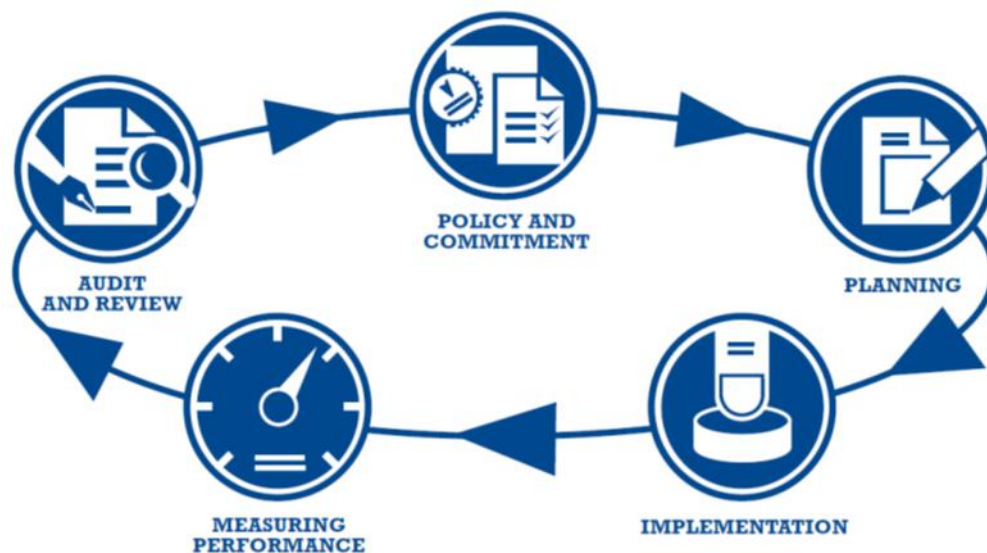 POLICY AND
COMMITMENT
AUDIT
AND REVIEW
PLANNING
MEASURING
PERFORMANCE
IMPLEMENTATION